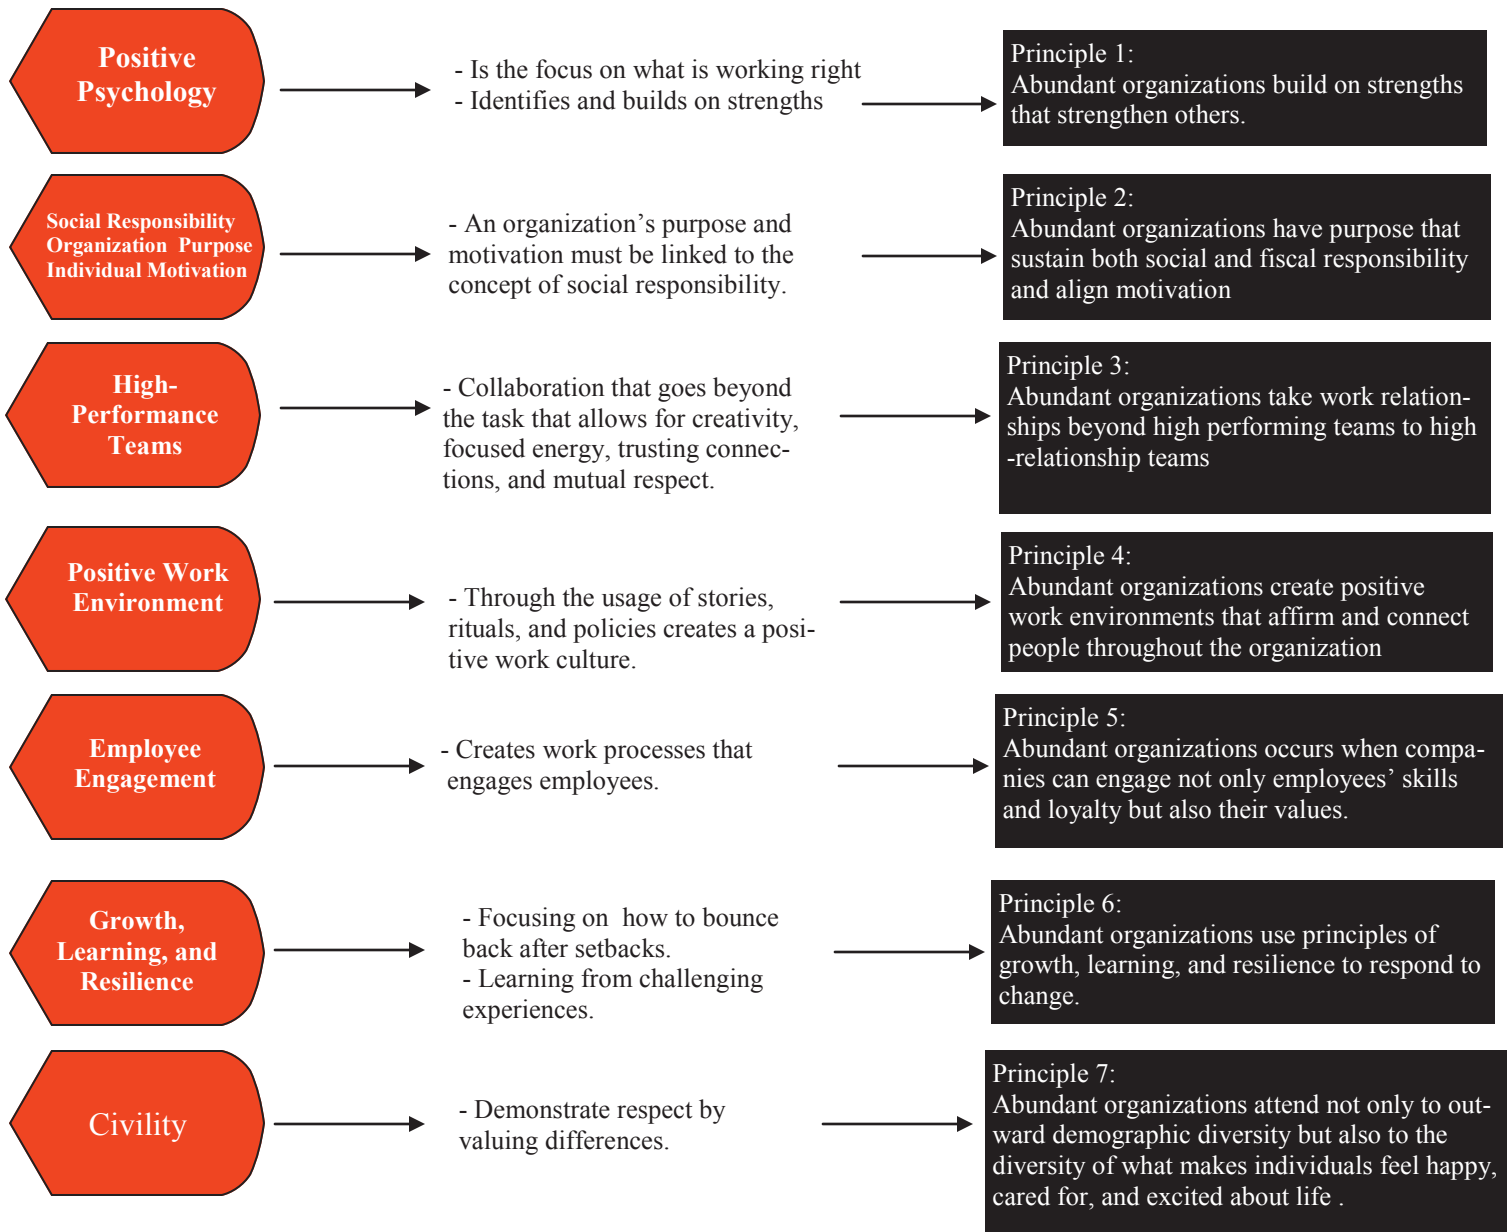 Positive
Psychology
- Is the focus on what is working right
- Identifies and builds on strengths
Principle 1:
Abundant organizations build on strengths
that strengthen others.
Social Responsibility
Organization  Purpose
Individual Motivation
- An organization’s purpose and
motivation must be linked to the
concept of social responsibility.
Principle 2:
Abundant organizations have purpose that
sustain both social and fiscal responsibility
and align motivation
High-
Performance
Teams
- Collaboration that goes beyond
the task that allows for creativity,
focused energy, trusting connec-
tions, and mutual respect.
Principle 3:
Abundant organizations take work relation-
ships beyond high performing teams to high
-relationship teams
Positive Work
Environment
- Through the usage of stories,
rituals, and policies creates a posi-
tive work culture.
Principle 4:
Abundant organizations create positive
work environments that affirm and connect
people throughout the organization
Employee
Engagement
- Creates work processes that
engages employees.
Principle 5:
Abundant organizations occurs when compa-
nies can engage not only employees’ skills
and loyalty but also their values.
Growth,
Learning, and
Resilience
- Focusing on  how to bounce
back after setbacks.
- Learning from challenging
experiences.
Principle 6:
Abundant organizations use principles of
growth, learning, and resilience to respond to
change.
Civility
- Demonstrate respect by
valuing differences.
Principle 7:
Abundant organizations attend not only to out-
ward demographic diversity but also to the
diversity of what makes individuals feel happy,
cared for, and excited about life .